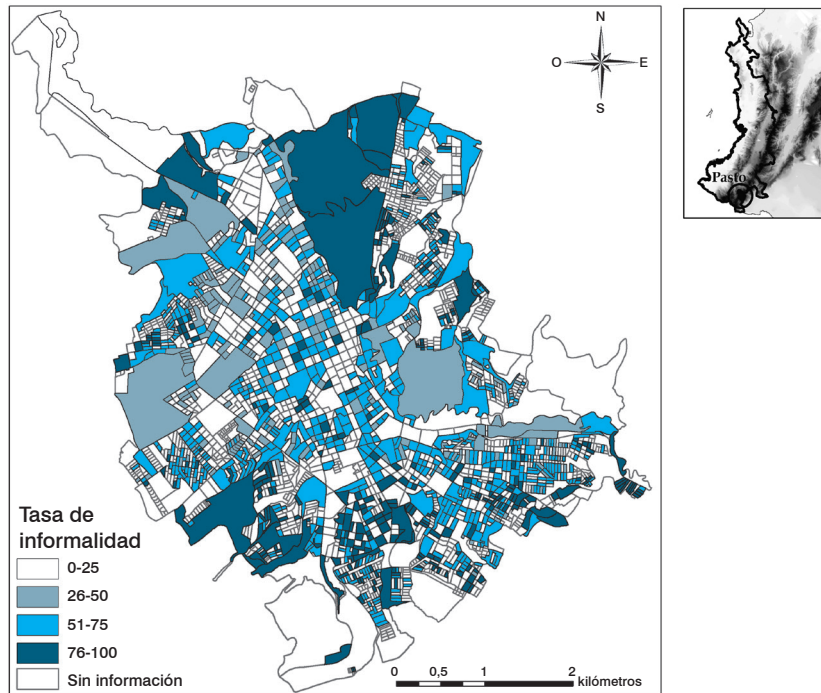 N
O E
S
Pasto
Tasa de
informalidad
0-25
26-50
51-75
76-100
Sin información
0 0,5 1 2
kilómetros